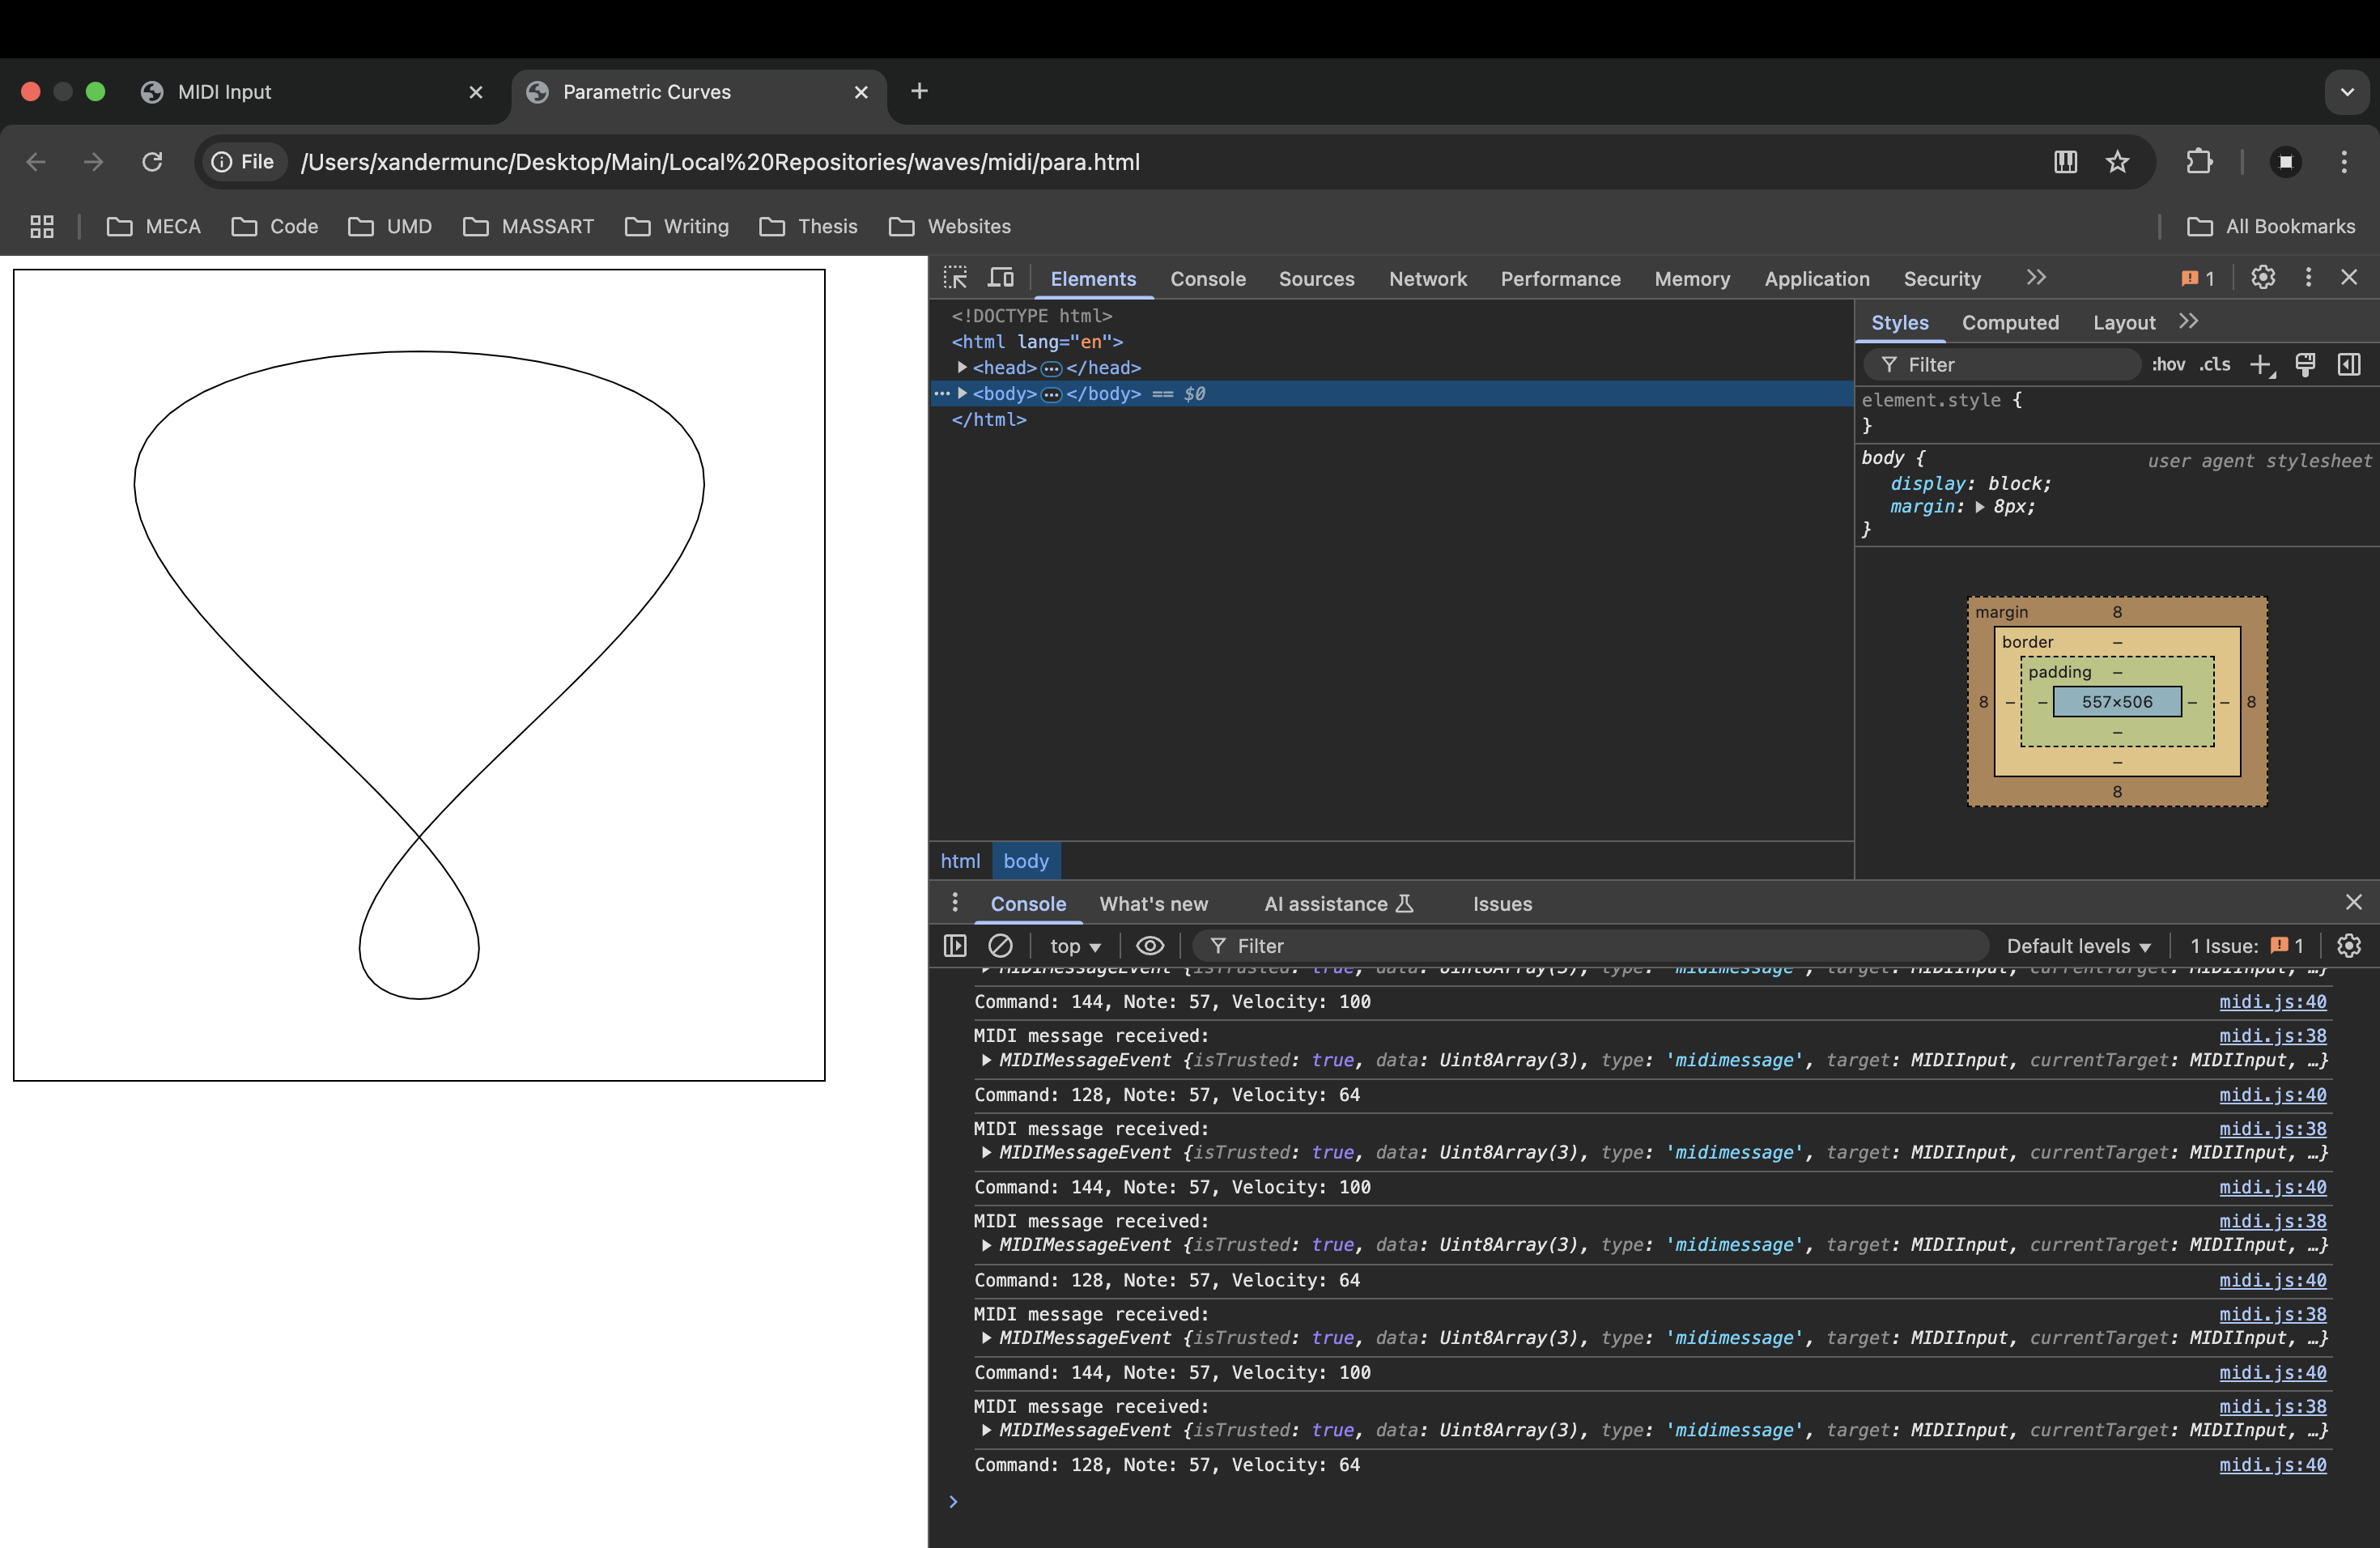 MIDI Input
Parametric Curves
File /Users/xandermunc/Desktop/Main/Local%20Repositories/waves/midi/para.html
MECA Code UMD MASSART Writing Thesis Websites All Bookmarks
Elements Console Sources Network Performance Memory Application Security 1
<!DOCTYPE html>
<html lang="en">
<head> </head>
<body> </body> == $0
</html>
html body
Styles Computed Layout
Filter :hov .cls
element.style {
}
body { user agent stylesheet
display: block;
margin: 8px;
}
margin 8
border –
padding –
8 – – 557×506 – – 8
–
–
8
Console What's new AI assistance Issues
top Filter Default levels 1 Issue: 1
MIDIMessageEvent {isTrusted: true, data: Uint8Array(3), type: 'midimessage', target: MIDIInput, currentTarget: MIDIInput, …}
Command: 144, Note: 57, Velocity: 100 midi.js:40
MIDI message received: midi.js:38
MIDIMessageEvent {isTrusted: true, data: Uint8Array(3), type: 'midimessage', target: MIDIInput, currentTarget: MIDIInput, …}
Command: 128, Note: 57, Velocity: 64 midi.js:40
MIDI message received: midi.js:38
MIDIMessageEvent {isTrusted: true, data: Uint8Array(3), type: 'midimessage', target: MIDIInput, currentTarget: MIDIInput, …}
Command: 144, Note: 57, Velocity: 100 midi.js:40
MIDI message received: midi.js:38
MIDIMessageEvent {isTrusted: true, data: Uint8Array(3), type: 'midimessage', target: MIDIInput, currentTarget: MIDIInput, …}
Command: 128, Note: 57, Velocity: 64 midi.js:40
MIDI message received: midi.js:38
MIDIMessageEvent {isTrusted: true, data: Uint8Array(3), type: 'midimessage', target: MIDIInput, currentTarget: MIDIInput, …}
Command: 144, Note: 57, Velocity: 100 midi.js:40
MIDI message received: midi.js:38
MIDIMessageEvent {isTrusted: true, data: Uint8Array(3), type: 'midimessage', target: MIDIInput, currentTarget: MIDIInput, …}
Command: 128, Note: 57, Velocity: 64 midi.js:40